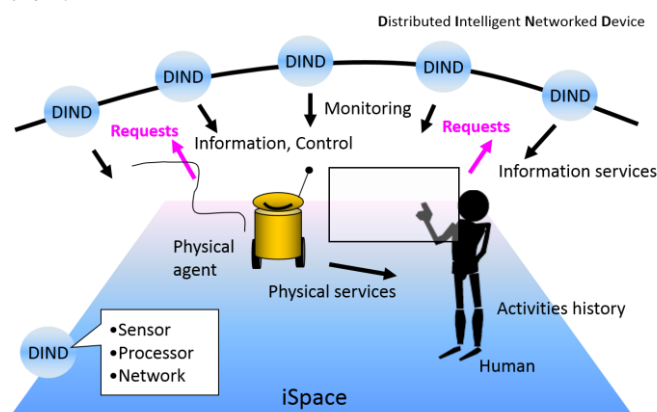 Distributed Intelligent Networked Device
DIND
DIND
DIND
DIND
DIND
Monitoring
Requests
Requests
Information, Control
Information services
Physical
agent
Physical services
Activities history
Human
DIND
•Sensor
•Processor
•Network
iSpace